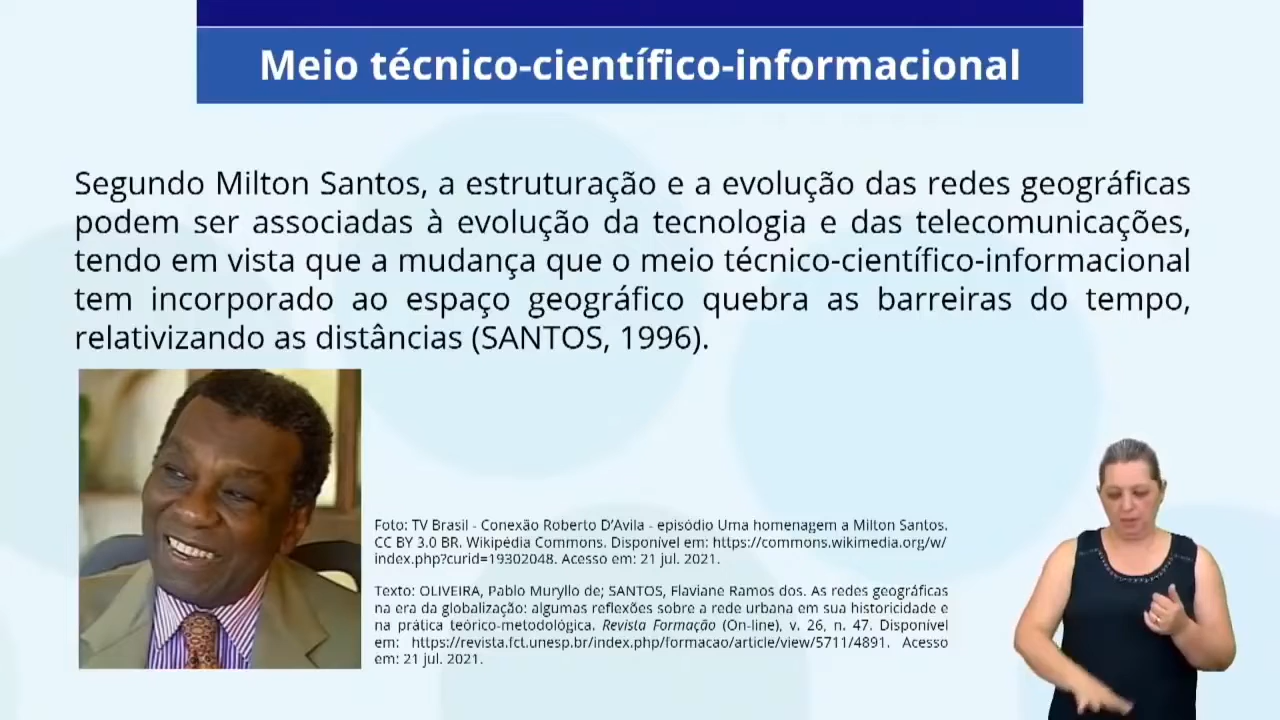 Meio técnico-científico-informacional
Segundo Milton Santos, a estruturação e a evolução das redes geográficas
podem ser associadas à evolução da tecnologia e das telecomunicações,
tendo em vista que a mudança que o meio técnico-científico-informacional
tem incorporado ao espaço geográfico quebra as barreiras do tempo,
relativizando as distâncias (SANTOS, 1996).
Foto: TV Brasil - Conexão Roberto D’Avila - episódio Uma homenagem a Milton Santos.
CC BY 3.0 BR. Wikipédia Commons. Disponível em: https://commons.wikimedia.org/w/
index.php?curid=19302048. Acesso em: 21 jul. 2021.
Texto: OLIVEIRA, Pablo Muryllo de; SANTOS, Flaviane Ramos dos. As redes geográficas
na era da globalização: algumas reflexões sobre a rede urbana em sua historicidade e
na prática teórico-metodológica. Revista Formação (On-line), v. 26, n. 47. Disponível
em: https://revista.fct.unesp.br/index.php/formacao/article/view/5711/4891. Acesso
em: 21 jul. 2021.